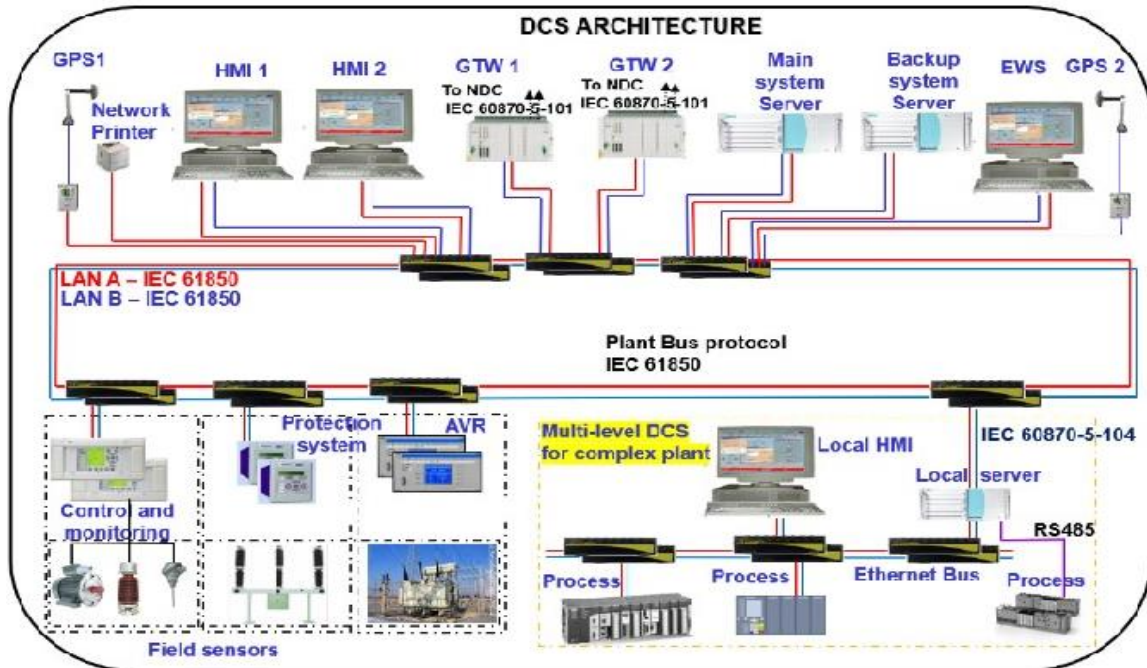 DCS ARCHITECTURE
GPS1
HMI 1
HMI 2
GTW 1
GTW 2
Main
system
Server
Backup
system
Server
EWS
GPS 2
Network
Printer
To NDC
IEC 60870-5-101
To NDC
IEC 60870-5-101
LAN A – IEC 61850
LAN B – IEC 61850
Plant Bus protocol
IEC 61850
Protection
system
AVR
Control and
monitoring
Field sensors
Multi-level DCS
for complex plant
Local HMI
IEC 60870-5-104
Local server
RS485
Process
Process
Ethernet Bus
Process